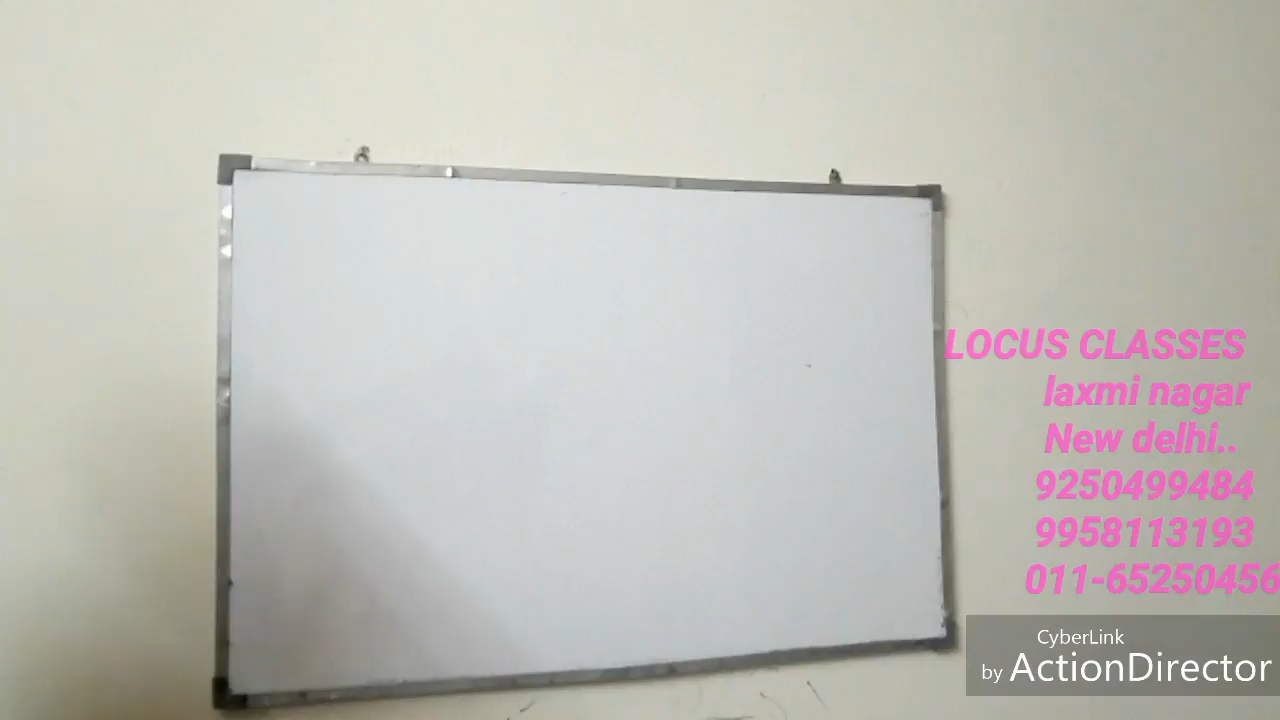 LOCUS CLASSES
laxmi nagar
New delhi..
9250499484
9958113193
011-65250456
CyberLink
by ActionDirector